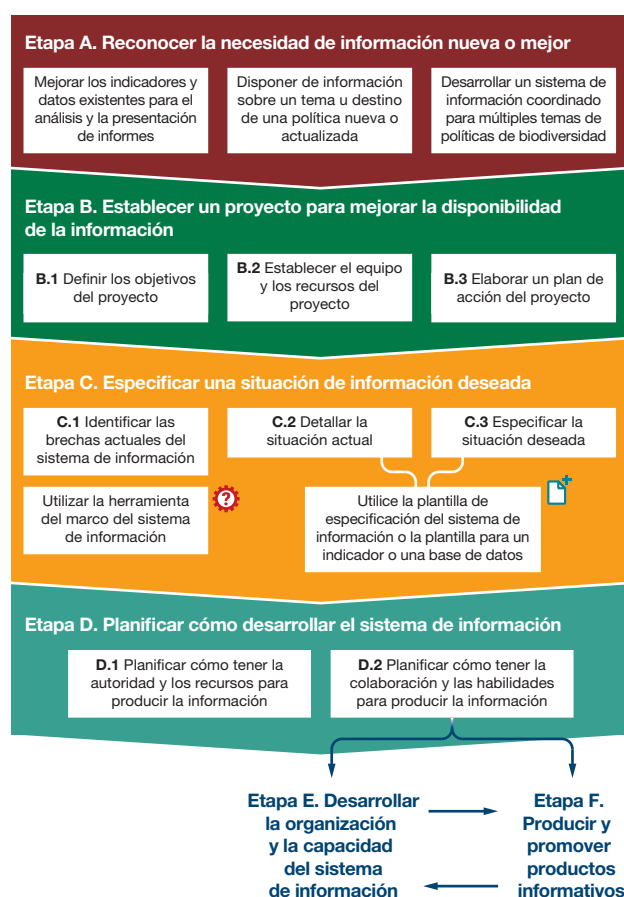 Etapa A. Reconocer la necesidad de información nueva o mejor
Mejorar los indicadores y
datos existentes para el
análisis y la presentación
de informes
Disponer de información
sobre un tema u destino
de una política nueva o
actualizada
Desarrollar un sistema de
información coordinado
para múltiples temas de
políticas de biodiversidad
Etapa B. Establecer un proyecto para mejorar la disponibilidad
de la información
B.1 Definir los objetivos
del proyecto
B.2 Establecer el equipo
y los recursos del
proyecto
B.3 Elaborar un plan de
acción del proyecto
Etapa C. Especificar una situación de información deseada
C.1 Identificar las
brechas actuales del
sistema de información
C.2 Detallar la
situación actual
C.3 Especificar la
situación deseada
Utilizar la herramienta
del marco del sistema
de información
?
Utilice la plantilla de
especificación del sistema de
información o la plantilla para un
indicador o una base de datos
Etapa D. Planificar cómo desarrollar el sistema de información
D.1 Planificar cómo tener la
autoridad y los recursos para
producir la información
D.2 Planificar cómo tener la
colaboración y las habilidades
para producir la información
Etapa E. Desarrollar
la organización
y la capacidad
del sistema
de información
Etapa F.
Producir y
promover
productos
informativos